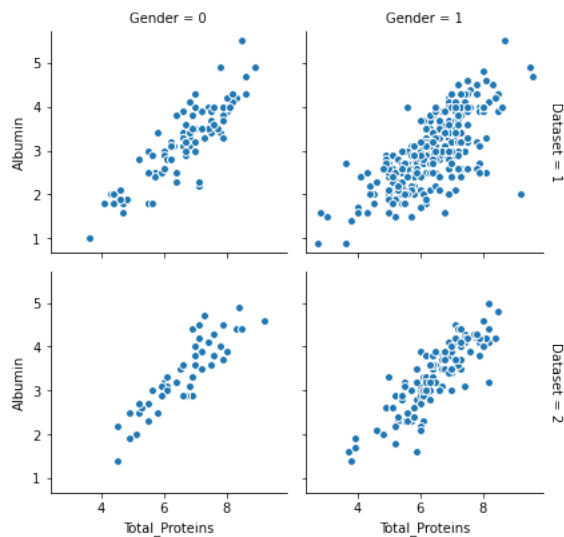 Gender = 0
Gender = 1
5
4
3
2
1
Albumin
Dataset = 1
5
4
3
2
1
Albumin
Dataset = 2
4 6 8
4 6 8
Total_Proteins
Total_Proteins